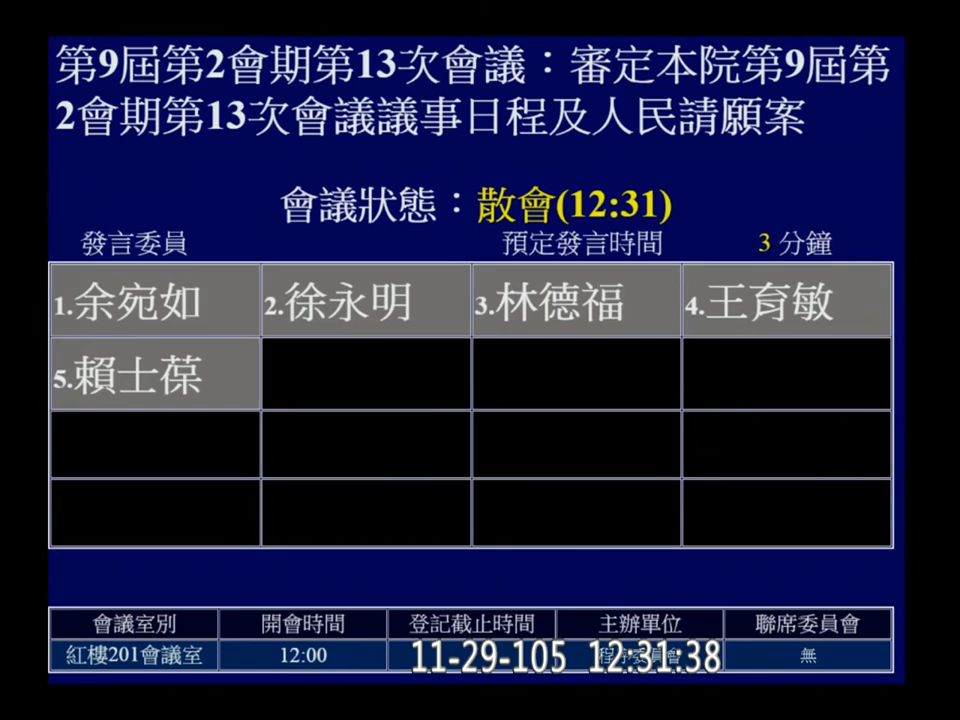 第9屆第2會期第13次會議：審定本院第9屆第
2會期第13次會議議事日程及人民請願案
會議狀態：散會(12:31)
發言委員 預定發言時間 3 分鐘
1.余宛如 2.徐永明 3.林德福 4.王育敏
5.賴士葆
會議室別 開會時間 登記截止時間 主辦單位 聯席委員會
紅樓201會議室 12:00 程序委員會 無
11-29-105 12:31:38